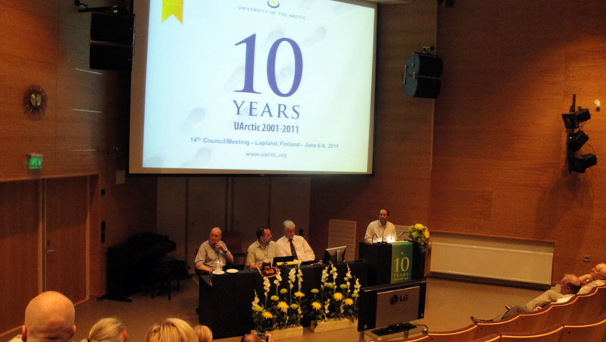 UNIVERSITY OF THE ARCTIC
10
YEARS
UArctic 2001-2011
14th Council Meeting – Lapland, Finland – June 6-8, 2011
www.uarctic.org
10
YEARS
LG